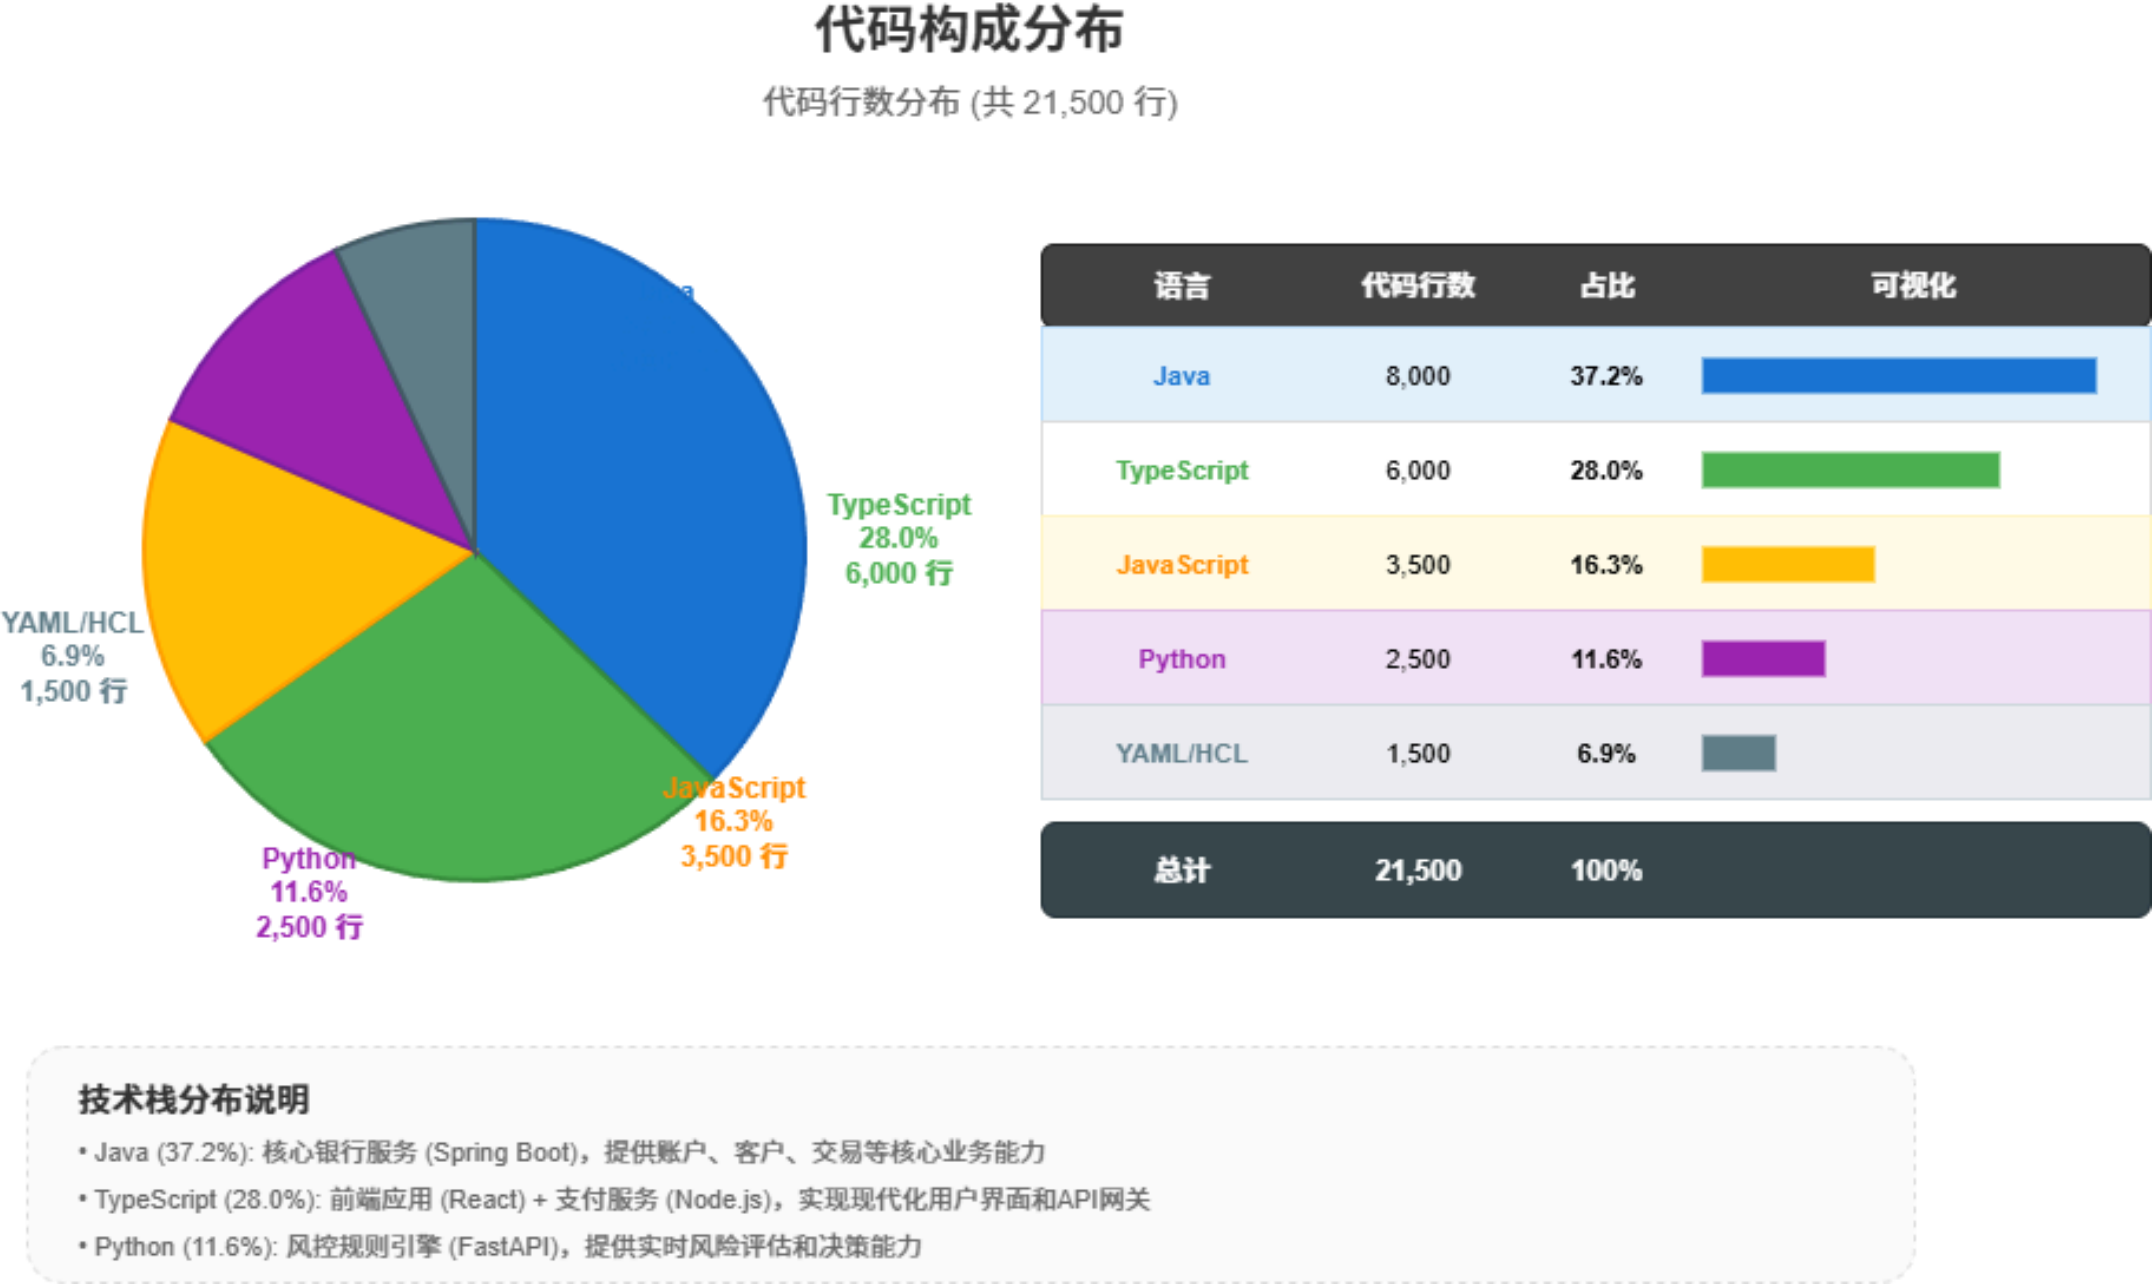 代码构成分布
代码行数分布 (共 21,500 行)
TypeScript
28.0%
6,000 行
JavaScript
16.3%
3,500 行
Python
11.6%
2,500 行
YAML/HCL
6.9%
1,500 行
语言 代码行数 占比 可视化
Java 8,000 37.2%
TypeScript 6,000 28.0%
JavaScript 3,500 16.3%
Python 2,500 11.6%
YAML/HCL 1,500 6.9%
总计 21,500 100%
技术栈分布说明
• Java (37.2%): 核心银行服务 (Spring Boot)，提供账户、客户、交易等核心业务能力
• TypeScript (28.0%): 前端应用 (React) + 支付服务 (Node.js)，实现现代化用户界面和API网关
• Python (11.6%): 风控规则引擎 (FastAPI)，提供实时风险评估和决策能力